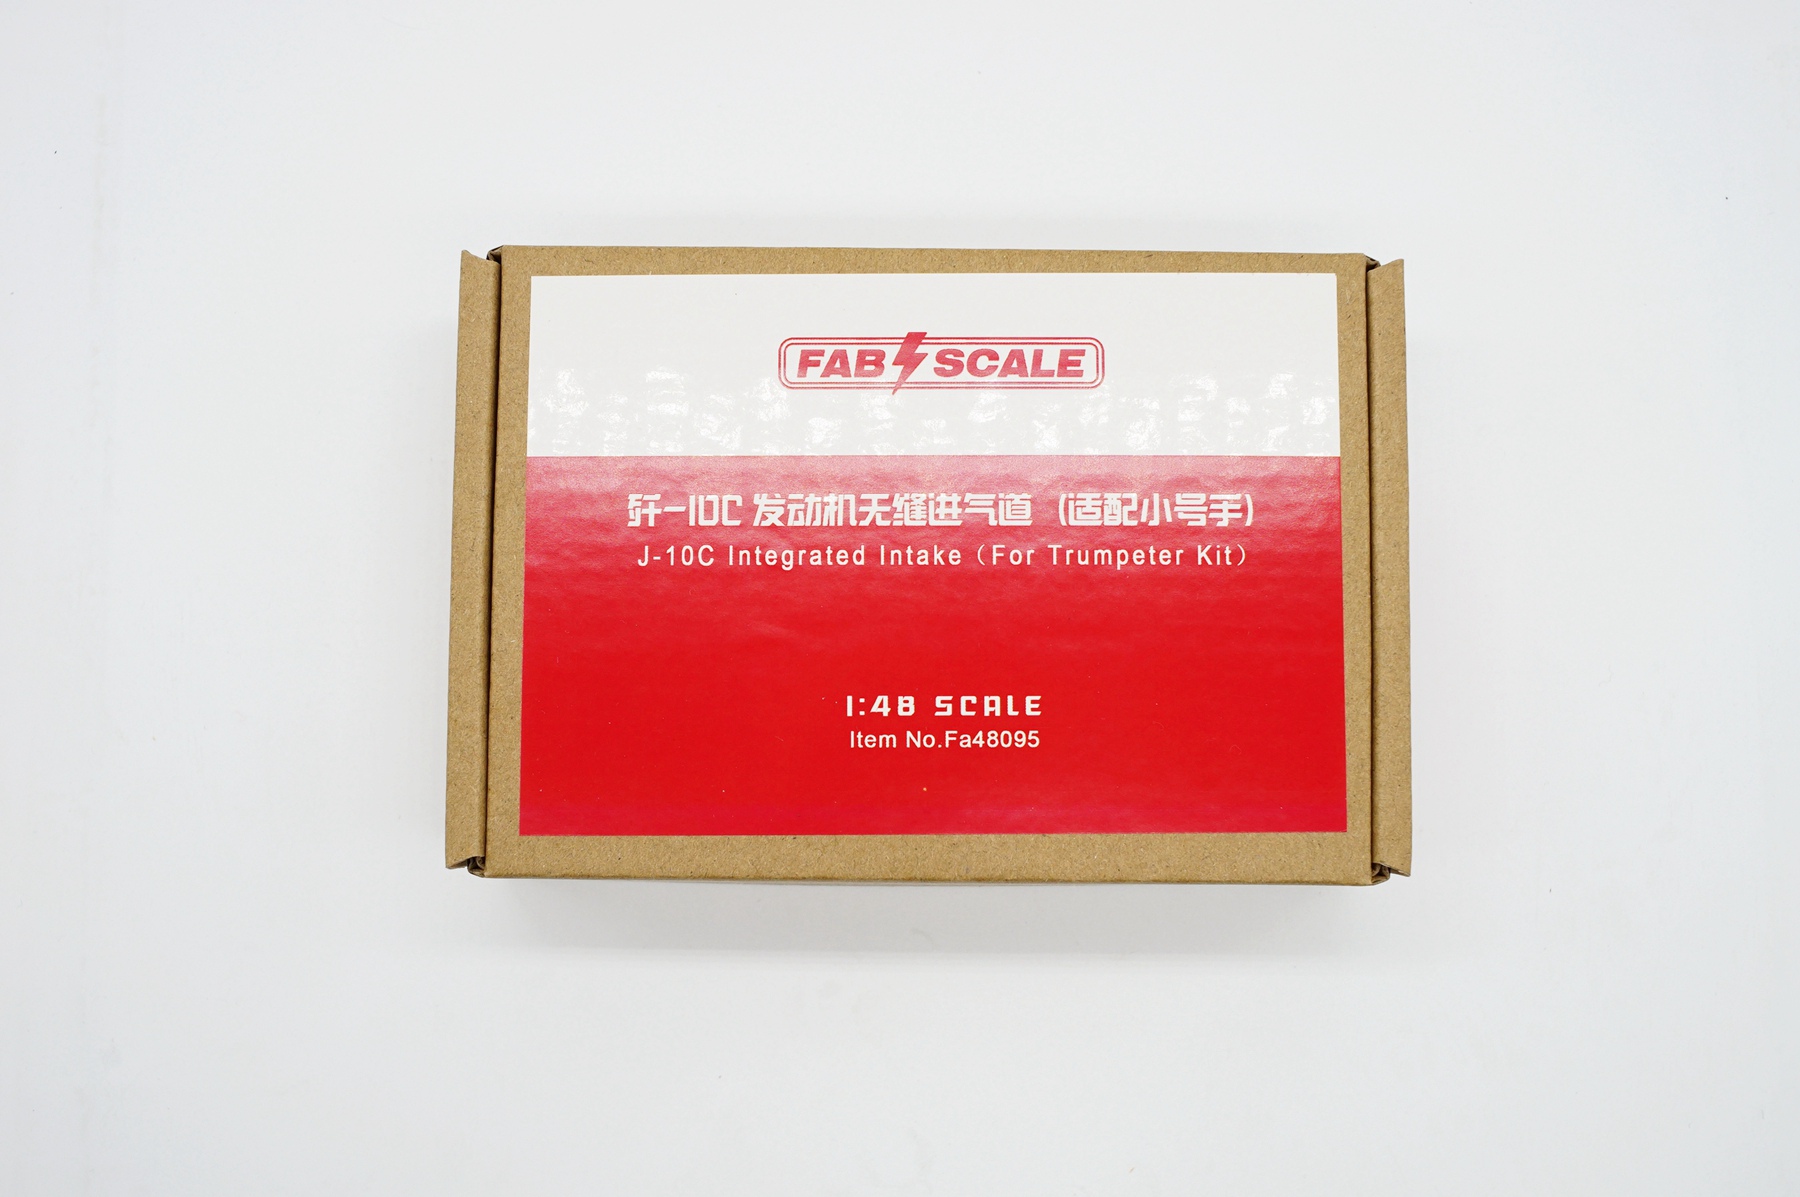 FAB SCALE
歼-10C 发动机无缝进气道 (适配小号手)
J-10C Integrated Intake（For Trumpeter Kit）
1:48 SCALE
Item No.Fa48095